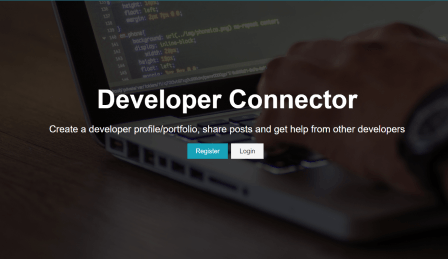 Developer Connector
Create a developer profile/portfolio, share posts and get help from other developers
Register Login